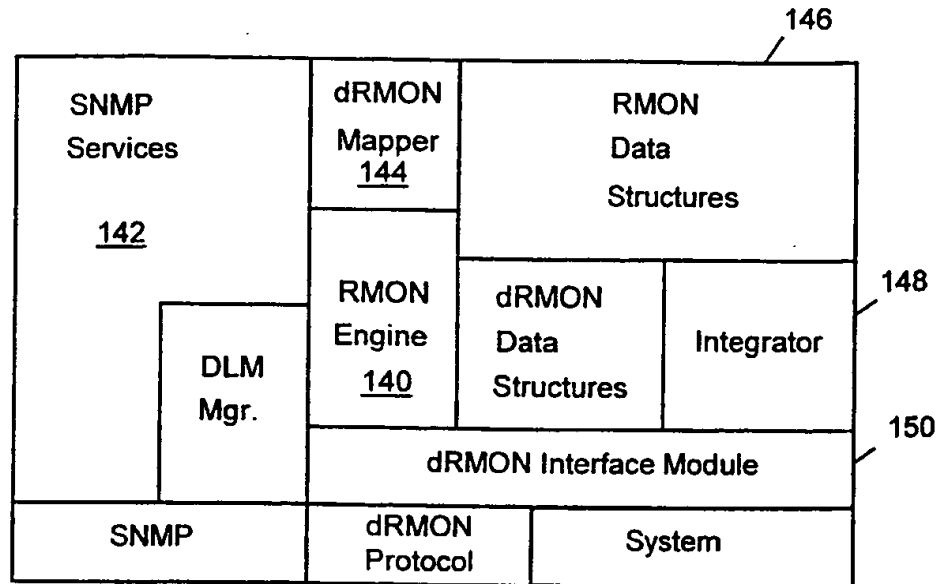 146
SNMP
Services
142
dRMON
Mapper
144
RMON
Data
Structures
148
DLM
Mgr.
RMON
Engine
140
dRMON
Data
Structures
Integrator
150
dRMON Interface Module
SNMP
dRMON
Protocol
System